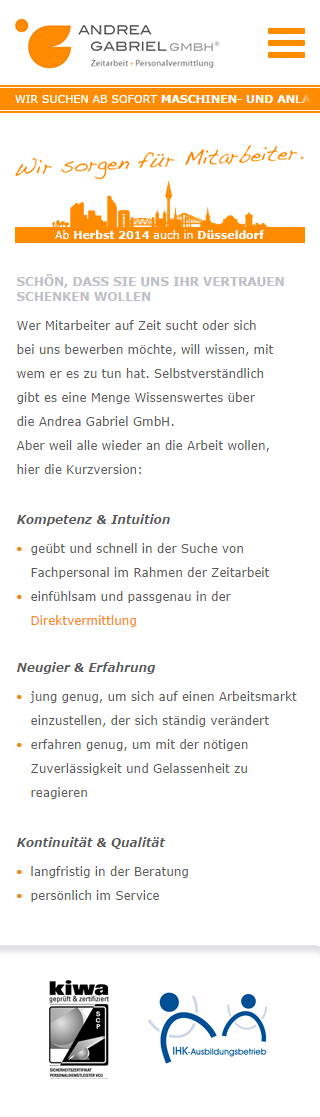 ANDREA
GABRIEL GMBH®
Zeitarbeit - Personalvermittlung
WIR SUCHEN AB SOFORT MASCHINEN- UND ANLA
Wir sorgen für Mitarbeiter.
Ab Herbst 2014 auch in Düsseldorf
SCHÖN, DASS SIE UNS IHR VERTRAUEN
SCHENKEN WOLLEN
Wer Mitarbeiter auf Zeit sucht oder sich
bei uns bewerben möchte, will wissen, mit
wem er es zu tun hat. Selbstverständlich
gibt es eine Menge Wissenswertes über
die Andrea Gabriel GmbH.
Aber weil alle wieder an die Arbeit wollen,
hier die Kurzversion:
Kompetenz & Intuition
geübt und schnell in der Suche von
Fachpersonal im Rahmen der Zeitarbeit
einfühlsam und passgenau in der
Direktvermittlung
Neugier & Erfahrung
jung genug, um sich auf einen Arbeitsmarkt
einzustellen, der sich ständig verändert
erfahren genug, um mit der nötigen
Zuverlässigkeit und Gelassenheit zu
reagieren
Kontinuität & Qualität
langfristig in der Beratung
persönlich im Service
kiwa
geprüft & zertifiziert
SCP
SICHERHEITSZERTIFIKAT
PERSONALDIENSTLEISTER VCU
IHK-Ausbildungsbetrieb